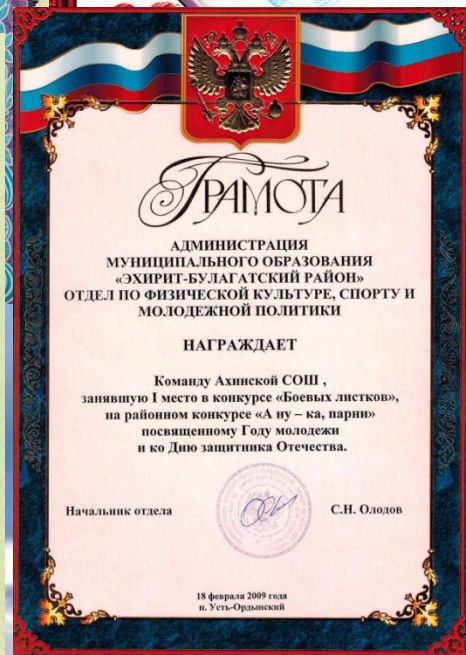 ГРАМОТА
АДМИНИСТРАЦИЯ
МУНИЦИПАЛЬНОГО ОБРАЗОВАНИЯ
«ЭХИРИТ-БУЛАГАТСКИЙ РАЙОН»
ОТДЕЛ ПО ФИЗИЧЕСКОЙ КУЛЬТУРЕ, СПОРТУ И
МОЛОДЕЖНОЙ ПОЛИТИКИ
НАГРАЖДАЕТ
Команду Ахинской СОШ ,
занявшую I место в конкурсе «Боевых листков»,
на районном конкурсе «А ну – ка, парни»
посвященному Году молодежи
и ко Дню защитника Отечества.
Начальник отдела С.Н. Олодов
18 февраля 2009 года
п. Усть-Ордынский